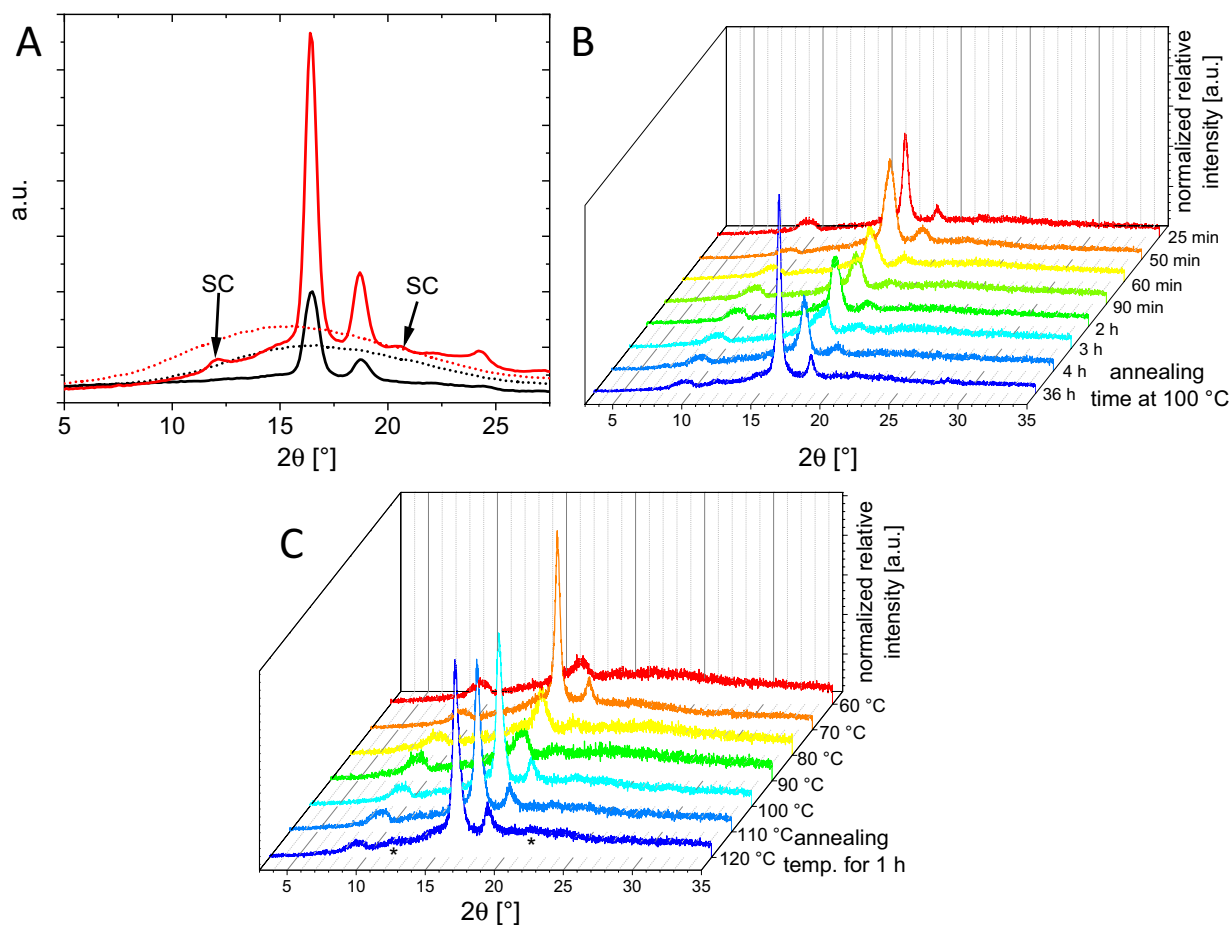 A
a.u.
SC
SC
5 10 15 20 25
2θ [°]
B
normalized relative
intensity [a.u.]
25 min
50 min
60 min
90 min
2 h
3 h
4 h
36 h
annealing
time at 100 °C
5 10 15 20 25 30 35
2θ [°]
C
normalized relative
intensity [a.u.]
60 °C
70 °C
80 °C
90 °C
100 °C
110 °C
120 °C
annealing
temp. for 1 h
* *
5 10 15 20 25 30 35
2θ [°]